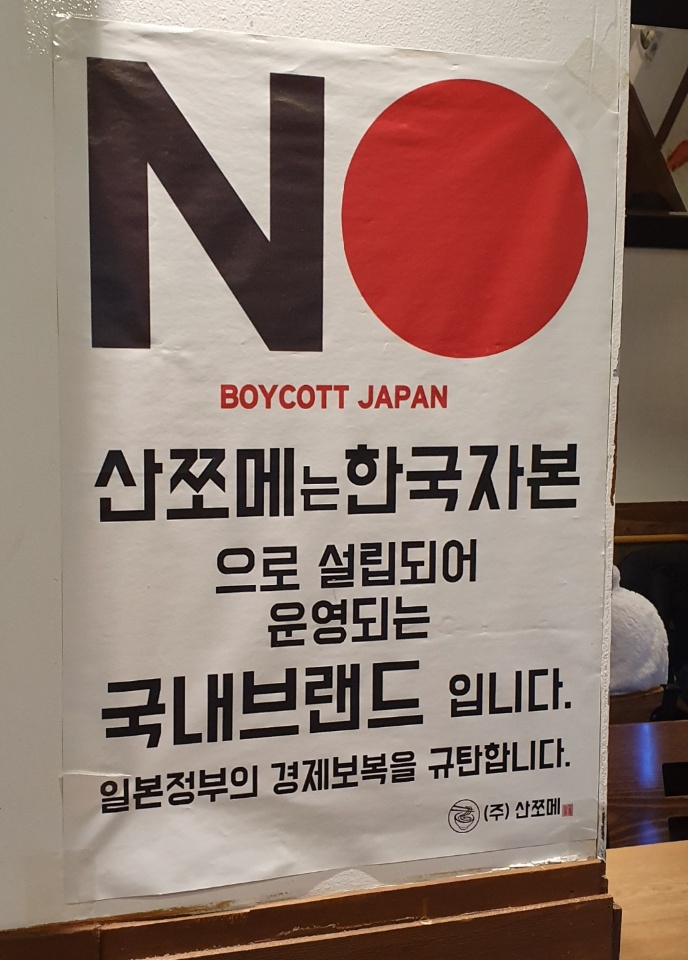 NO
BOYCOTT JAPAN
산쪼메는한국자본
으로 설립되어
운영되는
국내브랜드 입니다.
일본정부의 경제보복을 규탄합니다.
(주) 산쪼메